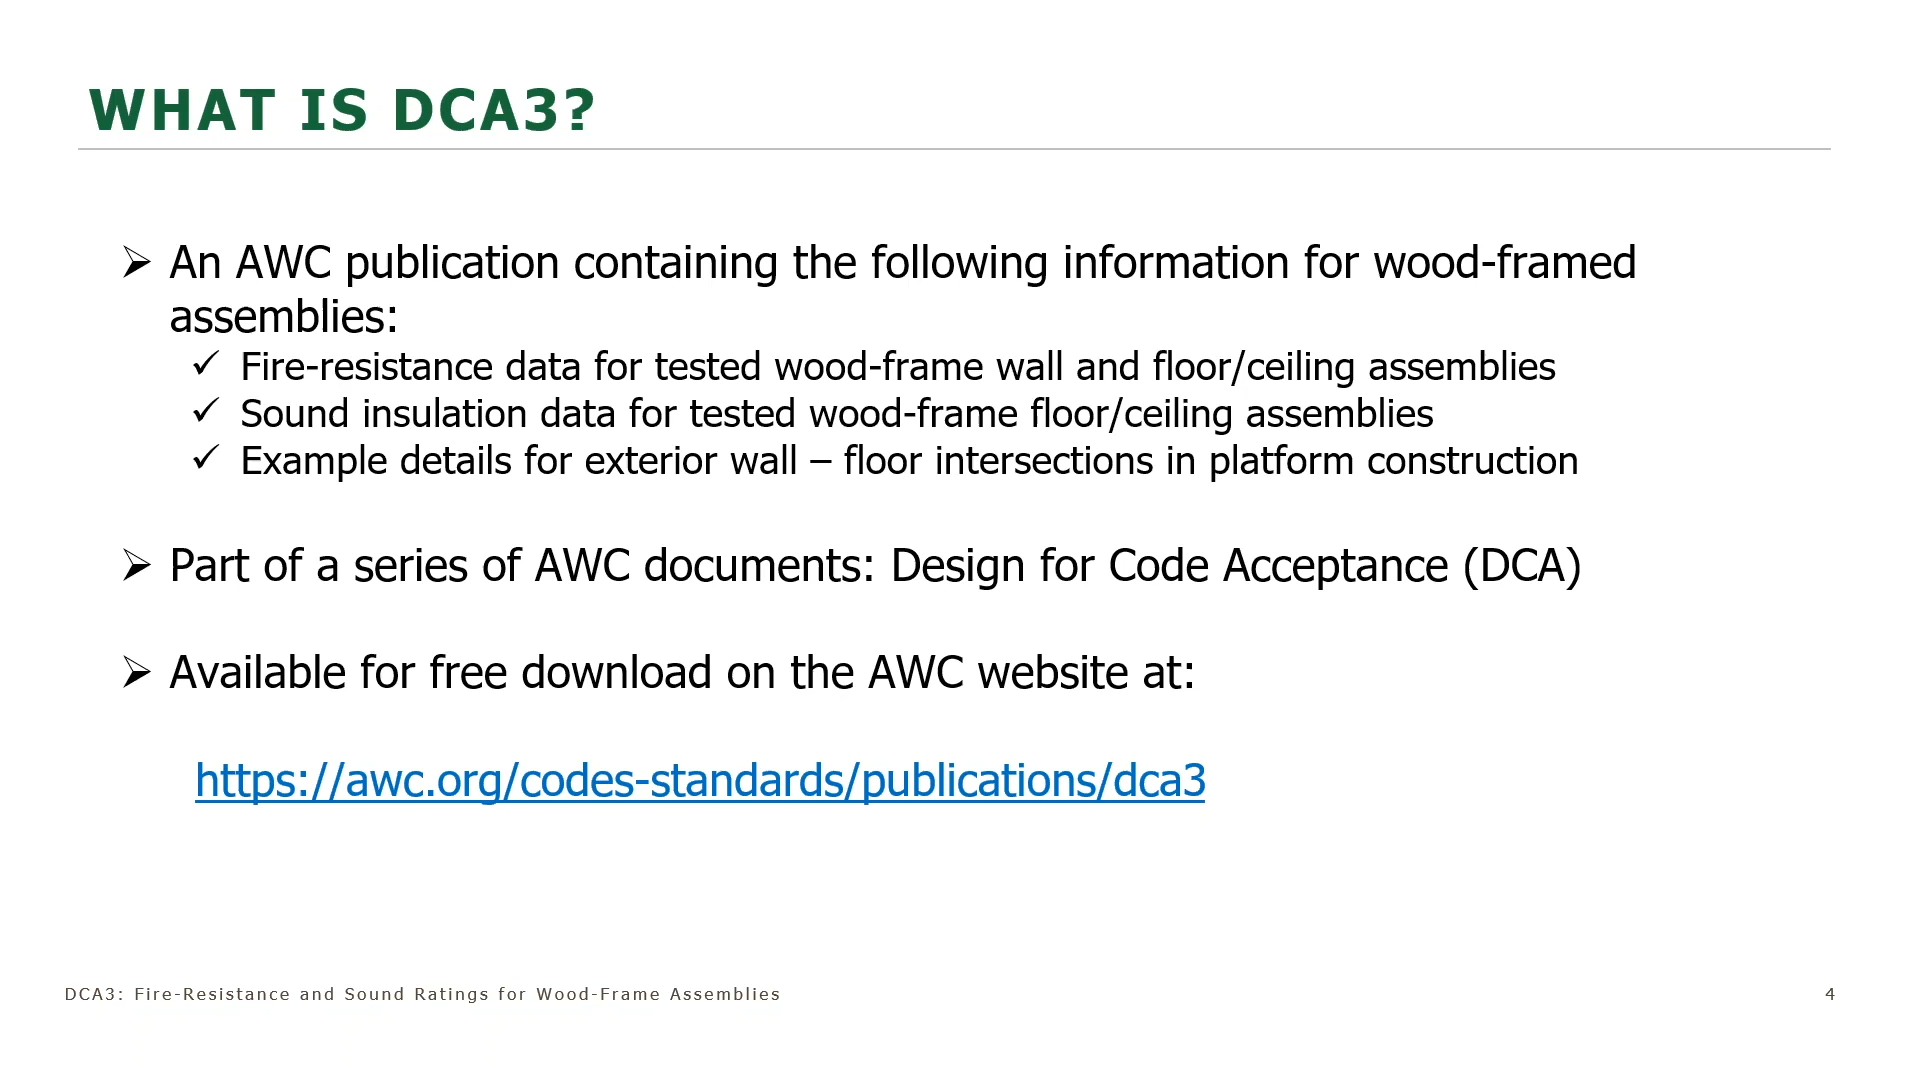 WHAT IS DCA3?
➢ An AWC publication containing the following information for wood-framed
assemblies:
✓ Fire-resistance data for tested wood-frame wall and floor/ceiling assemblies
✓ Sound insulation data for tested wood-frame floor/ceiling assemblies
✓ Example details for exterior wall – floor intersections in platform construction
➢ Part of a series of AWC documents: Design for Code Acceptance (DCA)
➢ Available for free download on the AWC website at:
https://awc.org/codes-standards/publications/dca3
DCA3: Fire-Resistance and Sound Ratings for Wood-Frame Assemblies
4